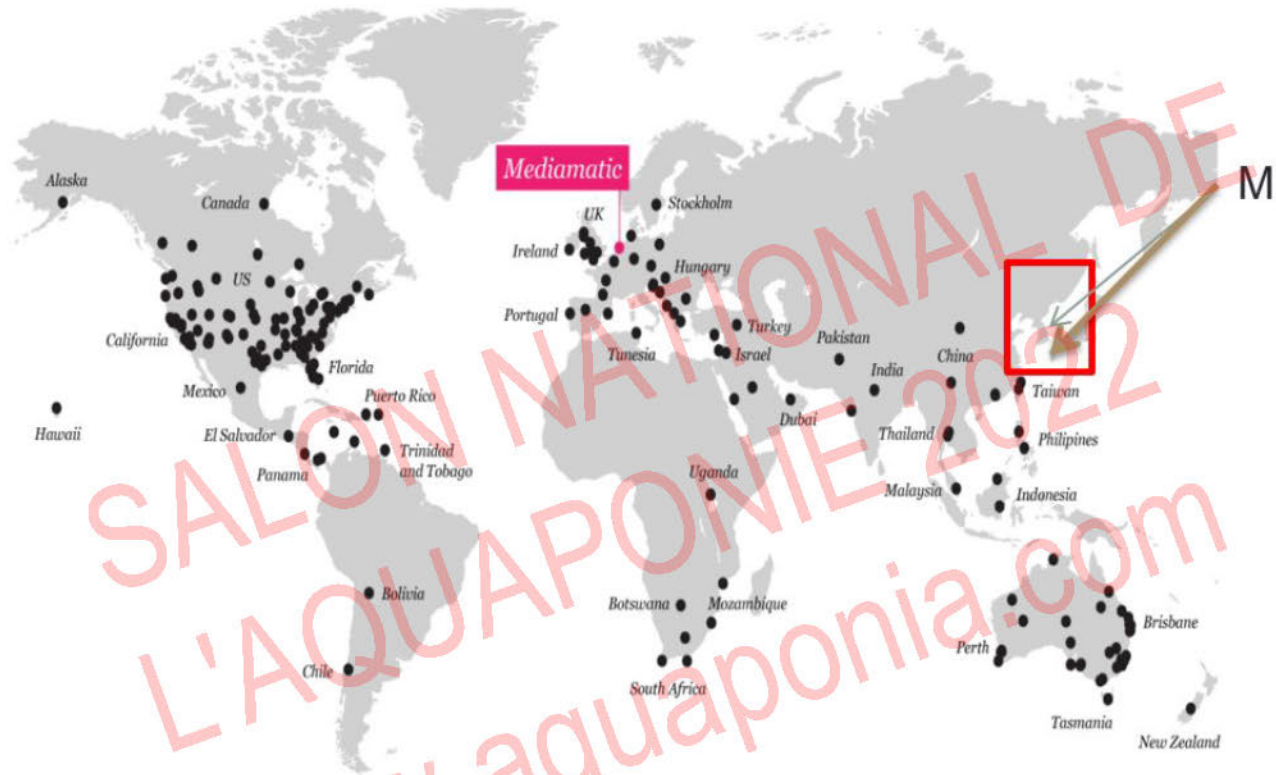 Mediamatic
M
Alaska
Canada
Stockholm
UK
Ireland
Hungary
US
Portugal
Turkey
California
Pakistan
Tunesia
Israel
China
India
Florida
Mexico
Puerto Rico
Taiwan
Hawaii
Dubai
El Salvador
Thailand
Philipines
Trinidad
and Tobago
Panama
Uganda
Malaysia
Indonesia
Bolivia
Botswana
Mozambique
Brisbane
Perth
Chile
South Africa
Tasmania
New Zealand
SALON NATIONAL DE
L'AQUAPONIE 2022
aquaponia.com